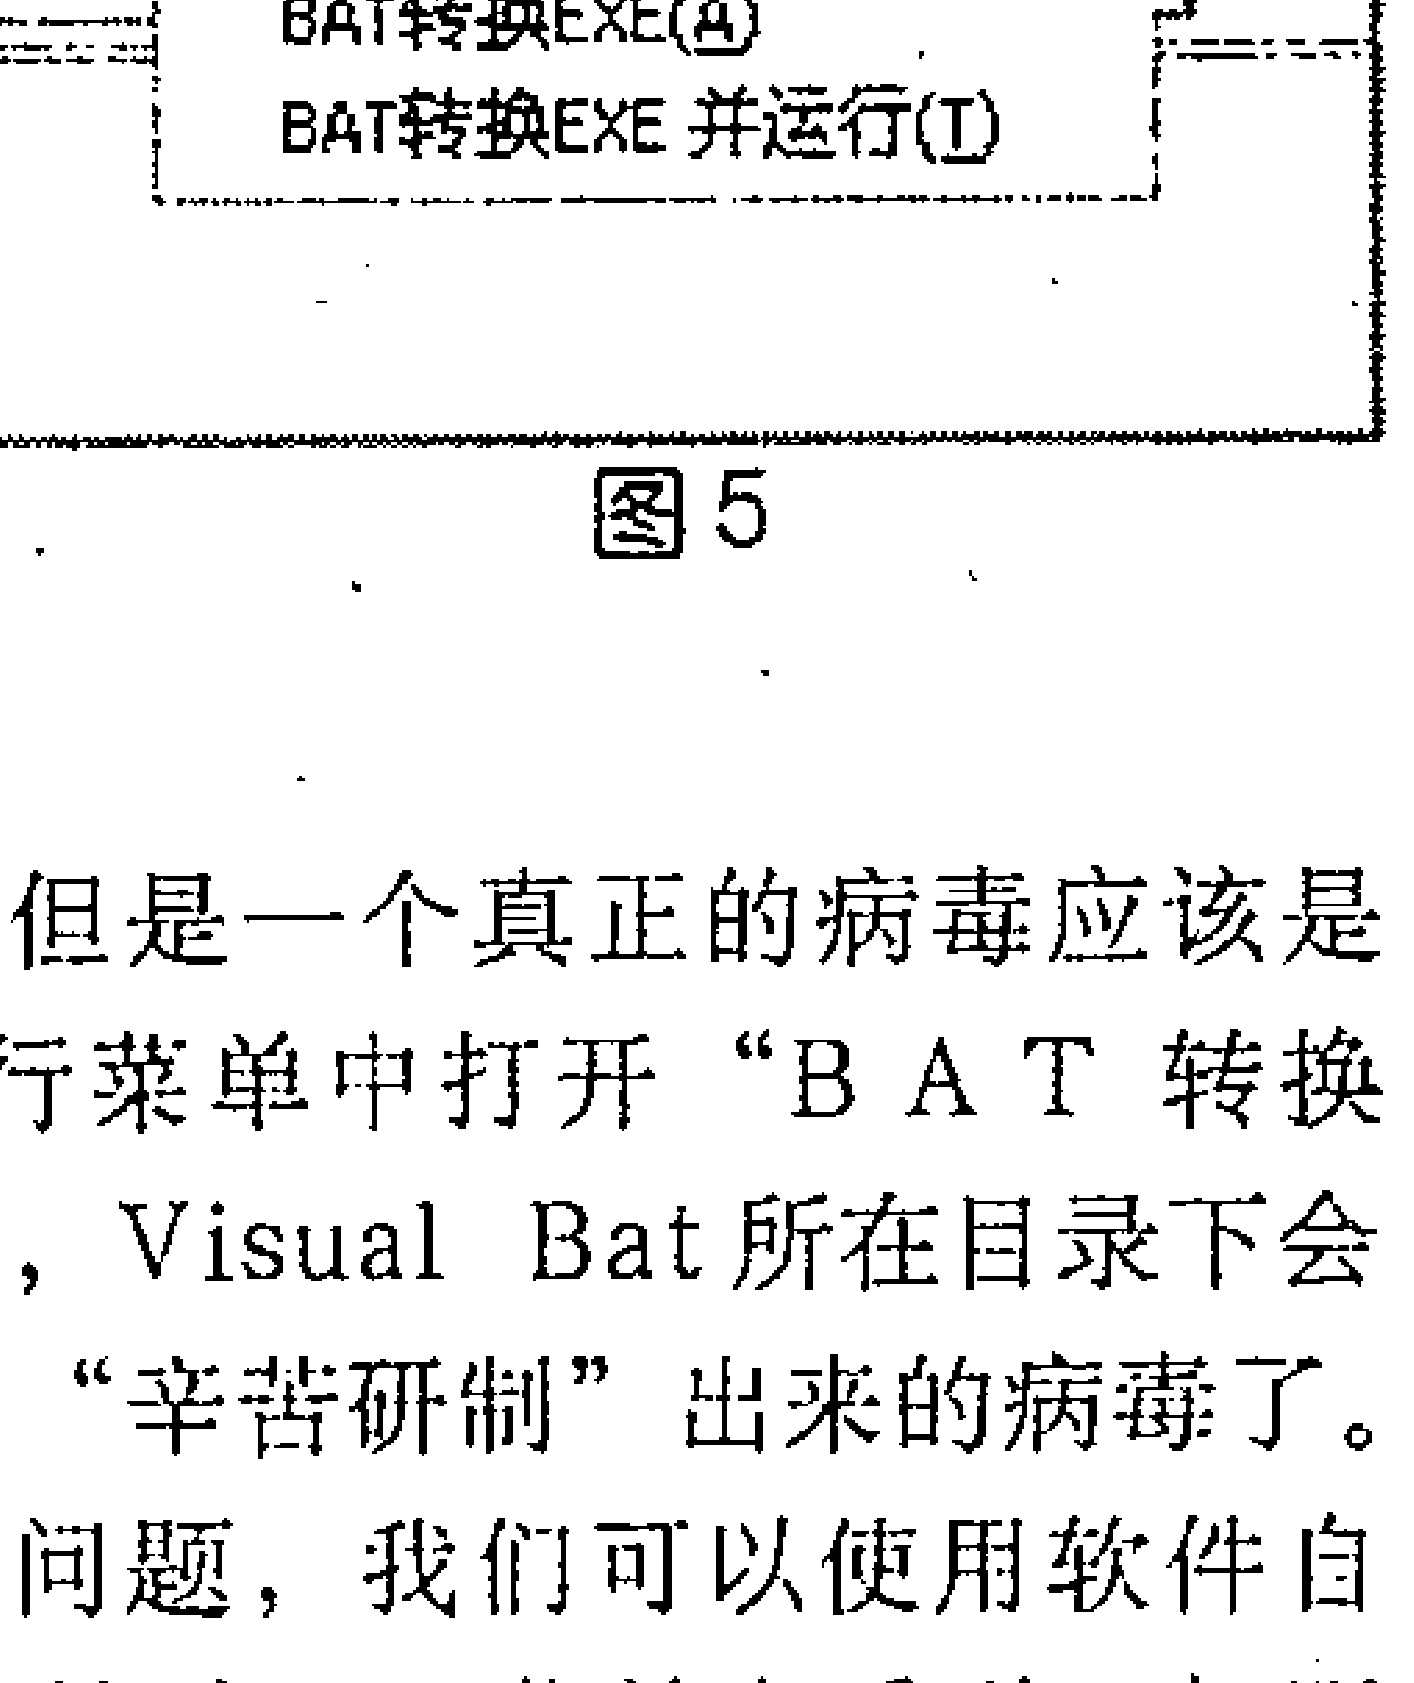 BAT转换EXE(A)
BAT转换EXE 并运行(T)
图 5
但是一个真正的病毒应该是
行菜单中打开 “BAT 转换
，Visual Bat 所在目录下会
“辛苦研制” 出来的病毒了。
问题，我们可以使用软件自